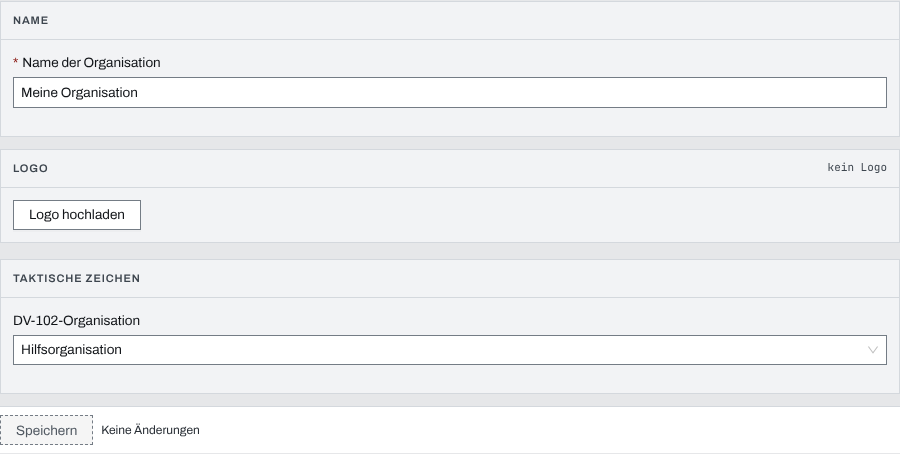 NAME
* Name der Organisation
Meine Organisation
LOGO
kein Logo
Logo hochladen
TAKTISCHE ZEICHEN
DV-102-Organisation
Hilfsorganisation
Speichern Keine Änderungen